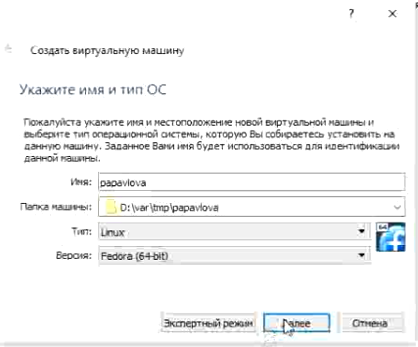 ?
Создать виртуальную машину
Укажите имя и тип ОС
Пожалуйста укажите имя и местоположение новой виртуальной машины и
выберите тип операционной системы, которую Вы собираетесь установить на
данную машину. Заданное Вами имя будет использоваться для идентификации
данной машины.
Имя: papavlova
Папка машины: D:\var\tmp\papavlova
Тип: Linux
64
Версия: Fedora (64-bit)
Экспертный режим Далее Отмена